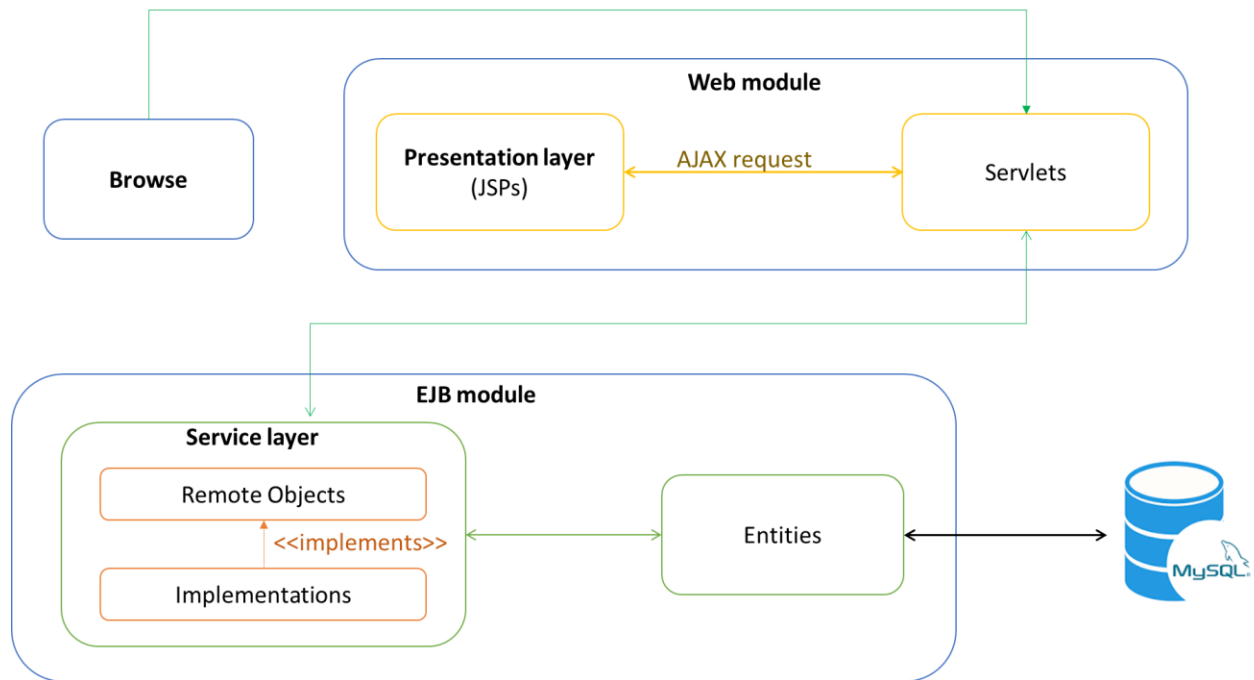 Web module
Browse
Presentation layer
(JSPs)
AJAX request
Servlets
EJB module
Service layer
Remote Objects
<<implements>>
Implementations
Entities
MySQL